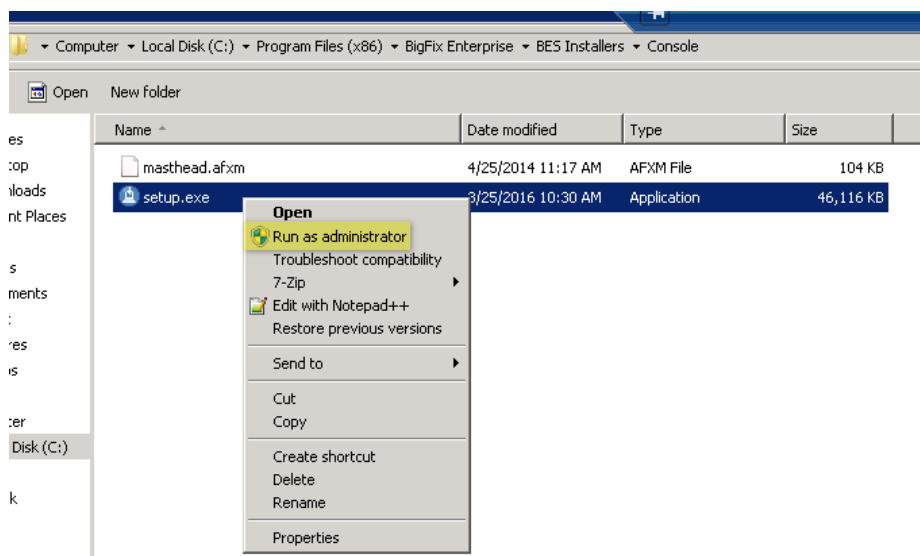 Computer Local Disk (C:) Program Files (x86) BigFix Enterprise BES Installers Console
Open New folder
Name Date modified Type Size
masthead.afxm 4/25/2014 11:17 AM AFXM File 104 KB
setup.exe 3/25/2016 10:30 AM Application 46,116 KB
nt Places
Disk (C:)
Open
Run as administrator
Troubleshoot compatibility
7-Zip
Edit with Notepad++
Restore previous versions
Send to
Cut
Copy
Create shortcut
Delete
Rename
Properties